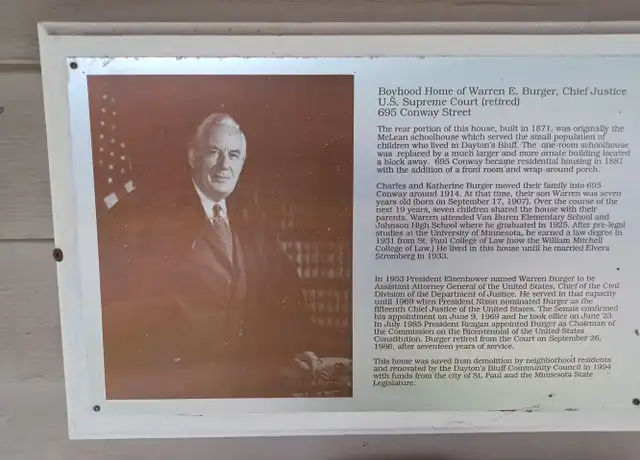 Boyhood Home of Warren E. Burger, Chief Justice
U.S. Supreme Court (retired)
695 Conway Street
The rear portion of this house, built in 1871, was originally the
McLean schoolhouse which served the small population of
children who lived in Dayton's Bluff. The one-room schoolhouse
was replaced by a much larger and more ornate building located
a block away. 695 Conway became residential housing in 1881
with the addition of a front room and wrap-around porch.
Charles and Katherine Burger moved their family into 695
Conway around 1914. At that time, their son Warren was seven
years old (born on September 17, 1907). Over the course of the
next 19 years, seven children shared the house with their
parents. Warren attended Van Buren Elementary School and
Johnson High School where he graduated in 1925. After pre-legal
studies at the University of Minnesota, he earned a law degree in
1931 from St. Paul College of Law (now the William Mitchell
College of Law.) He lived in this house until he married Elvera
Stromberg in 1933.
In 1953 President Eisenhower named Warren Burger to be
Assistant Attorney General of the United States, Chief of the Civil
Division of the Department of Justice. He served in that capacity
until 1969 when President Nixon nominated Burger as the
fifteenth Chief Justice of the United States. The Senate confirmed
his appointment on June 9, 1969 and he took office on June 23.
In July 1985 President Reagan appointed Burger as Chairman of
the Commission on the Bicentennial of the United States
Constitution. Burger retired from the Court on September 26,
1986, after seventeen years of service.
This home was saved from demolition by neighborhood residents
and renovated by the Dayton's Bluff Community Council in 1994
with funds from the city of St. Paul and the Minnesota State
Legislature.